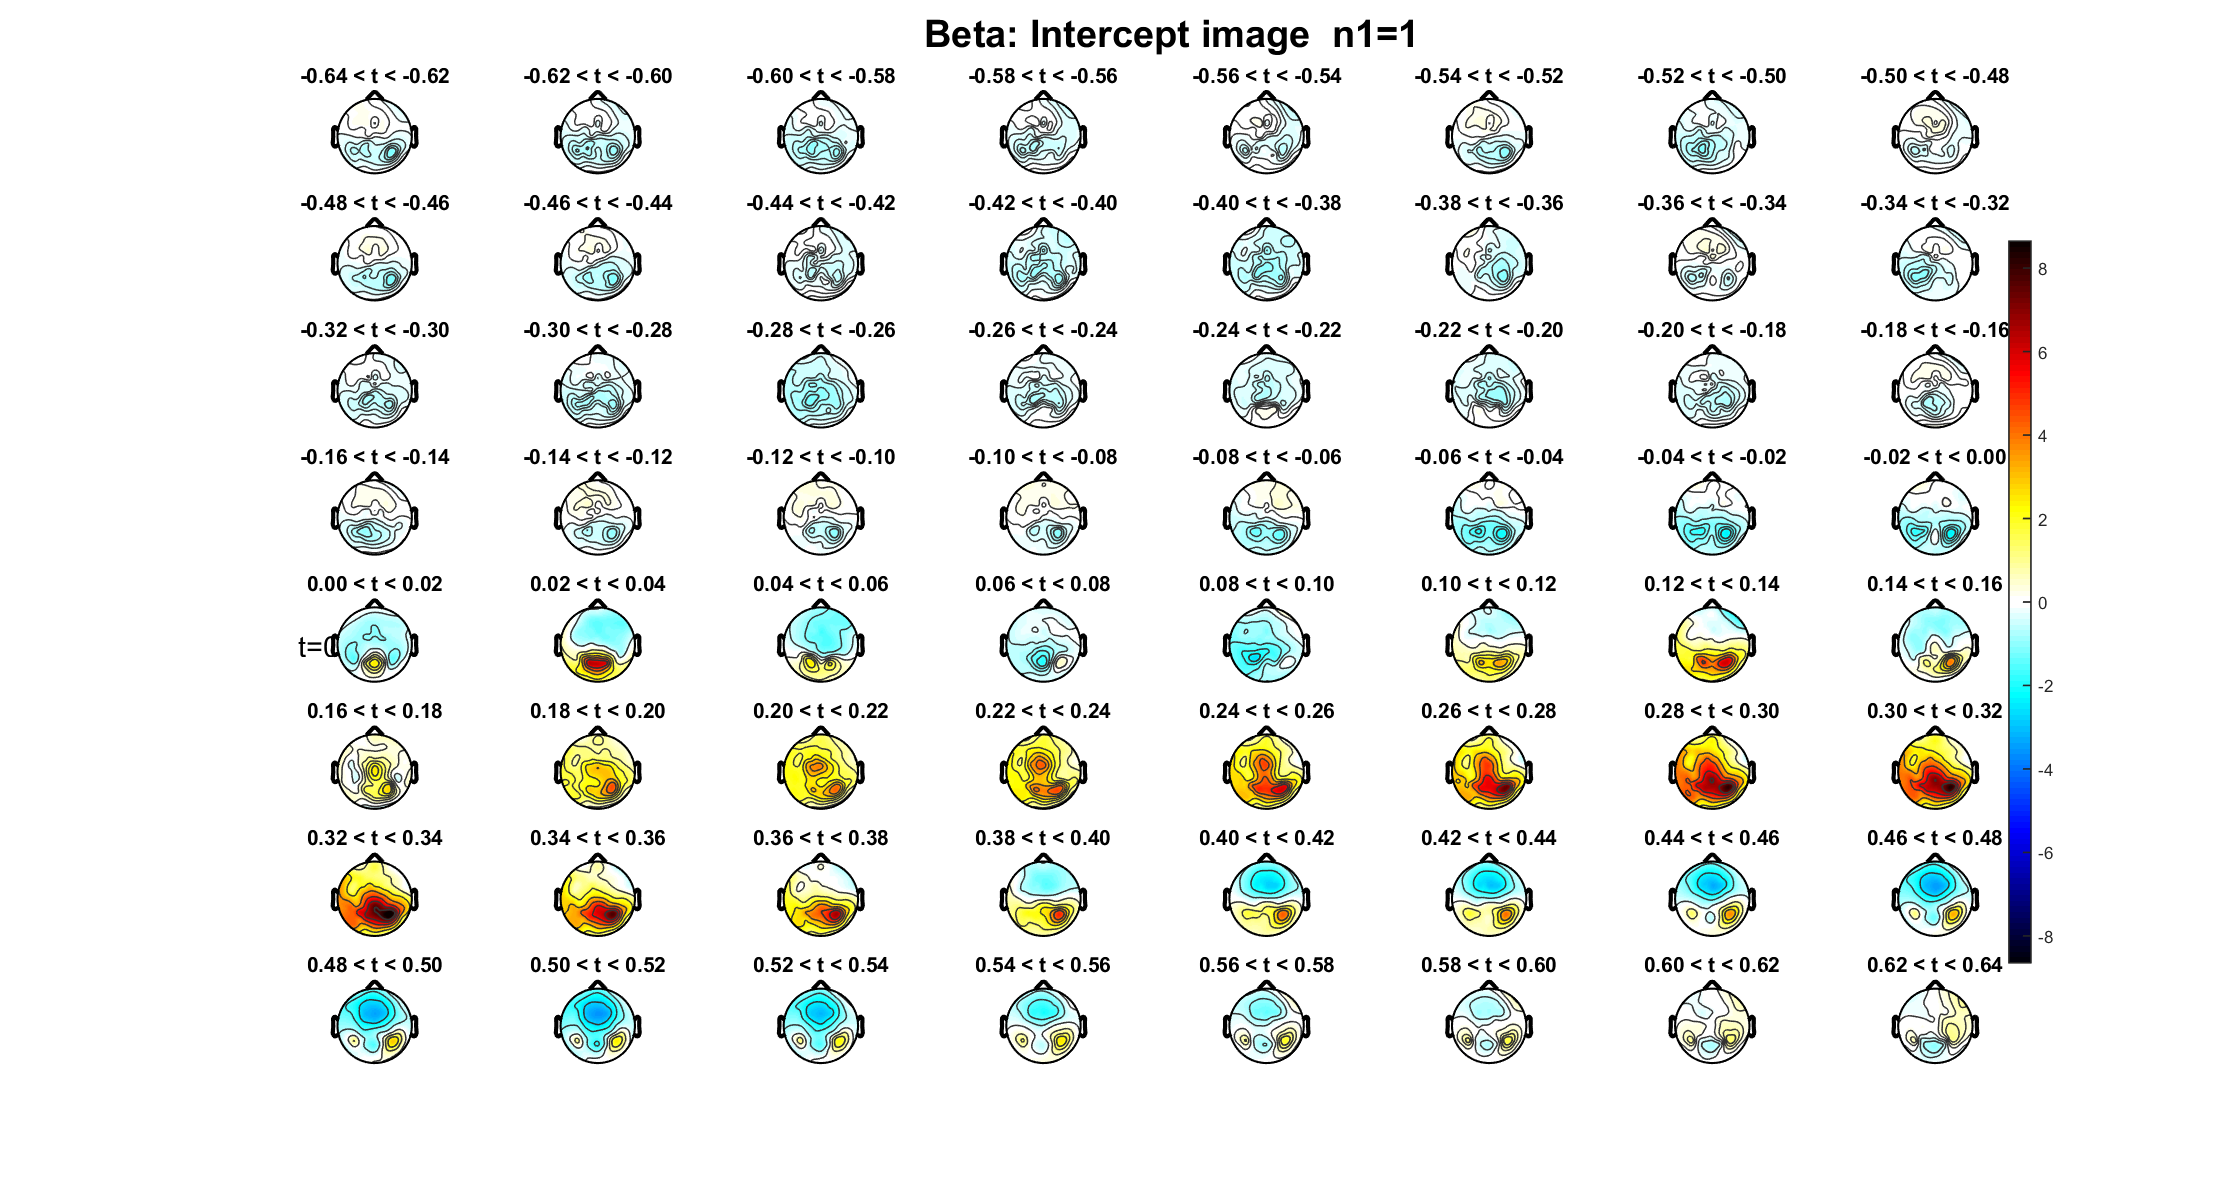 Beta: Intercept image n1=1
-0.64 < t < -0.62
-0.62 < t < -0.60
-0.60 < t < -0.58
-0.58 < t < -0.56
-0.56 < t < -0.54
-0.54 < t < -0.52
-0.52 < t < -0.50
-0.50 < t < -0.48
-0.48 < t < -0.46
-0.46 < t < -0.44
-0.44 < t < -0.42
-0.42 < t < -0.40
-0.40 < t < -0.38
-0.38 < t < -0.36
-0.36 < t < -0.34
-0.34 < t < -0.32
-0.32 < t < -0.30
-0.30 < t < -0.28
-0.28 < t < -0.26
-0.26 < t < -0.24
-0.24 < t < -0.22
-0.22 < t < -0.20
-0.20 < t < -0.18
-0.18 < t < -0.16
-0.16 < t < -0.14
-0.14 < t < -0.12
-0.12 < t < -0.10
-0.10 < t < -0.08
-0.08 < t < -0.06
-0.06 < t < -0.04
-0.04 < t < -0.02
-0.02 < t < 0.00
0.00 < t < 0.02
0.02 < t < 0.04
0.04 < t < 0.06
0.06 < t < 0.08
0.08 < t < 0.10
0.10 < t < 0.12
0.12 < t < 0.14
0.14 < t < 0.16
t=0
0.16 < t < 0.18
0.18 < t < 0.20
0.20 < t < 0.22
0.22 < t < 0.24
0.24 < t < 0.26
0.26 < t < 0.28
0.28 < t < 0.30
0.30 < t < 0.32
0.32 < t < 0.34
0.34 < t < 0.36
0.36 < t < 0.38
0.38 < t < 0.40
0.40 < t < 0.42
0.42 < t < 0.44
0.44 < t < 0.46
0.46 < t < 0.48
0.48 < t < 0.50
0.50 < t < 0.52
0.52 < t < 0.54
0.54 < t < 0.56
0.56 < t < 0.58
0.58 < t < 0.60
0.60 < t < 0.62
0.62 < t < 0.64
8
6
4
2
0
-2
-4
-6
-8